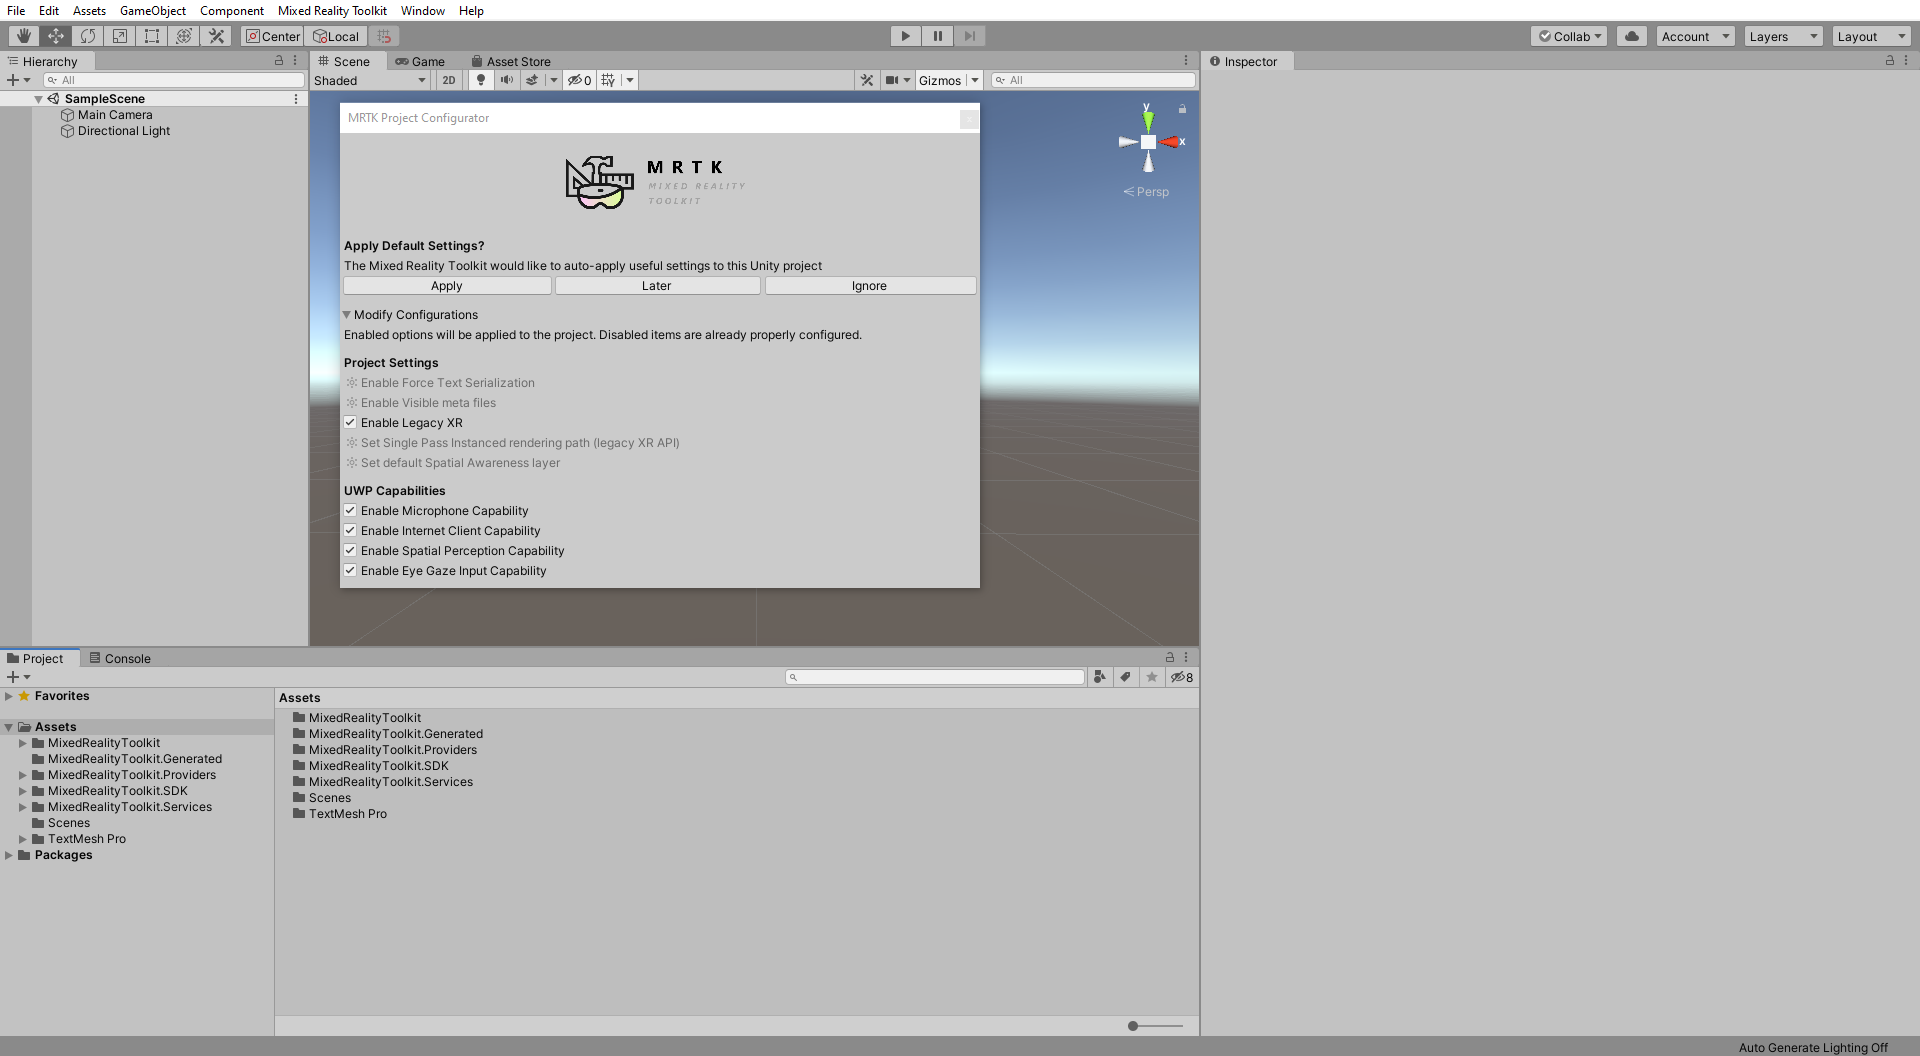 File Edit Assets GameObject Component Mixed Reality Toolkit Window Help
Center Local Collab Account Layers Layout
Hierarchy
All
SampleScene
Main Camera
Directional Light
Scene Game Asset Store
Shaded 2D 0 Gizmos All
y
x
Persp
MRTK Project Configurator
MRTK
MIXED REALITY
TOOLKIT
Apply Default Settings?
The Mixed Reality Toolkit would like to auto-apply useful settings to this Unity project
Apply Later Ignore
Modify Configurations
Enabled options will be applied to the project. Disabled items are already properly configured.
Project Settings
Enable Force Text Serialization
Enable Visible meta files
Enable Legacy XR
Set Single Pass Instanced rendering path (legacy XR API)
Set default Spatial Awareness layer
UWP Capabilities
Enable Microphone Capability
Enable Internet Client Capability
Enable Spatial Perception Capability
Enable Eye Gaze Input Capability
Inspector
Project Console
8
Favorites
Assets
MixedRealityToolkit
MixedRealityToolkit.Generated
MixedRealityToolkit.Providers
MixedRealityToolkit.SDK
MixedRealityToolkit.Services
Scenes
TextMesh Pro
Packages
Assets
MixedRealityToolkit
MixedRealityToolkit.Generated
MixedRealityToolkit.Providers
MixedRealityToolkit.SDK
MixedRealityToolkit.Services
Scenes
TextMesh Pro
Auto Generate Lighting Off